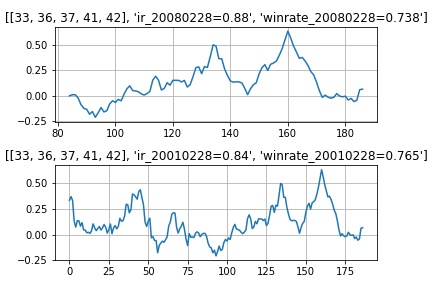 [[33, 36, 37, 41, 42], 'ir_20080228=0.88', 'winrate_20080228=0.738']
0.50
0.25
0.00
−0.25
80 100 120 140 160 180
[[33, 36, 37, 41, 42], 'ir_20010228=0.84', 'winrate_20010228=0.765']
0.50
0.25
0.00
−0.25
0 25 50 75 100 125 150 175